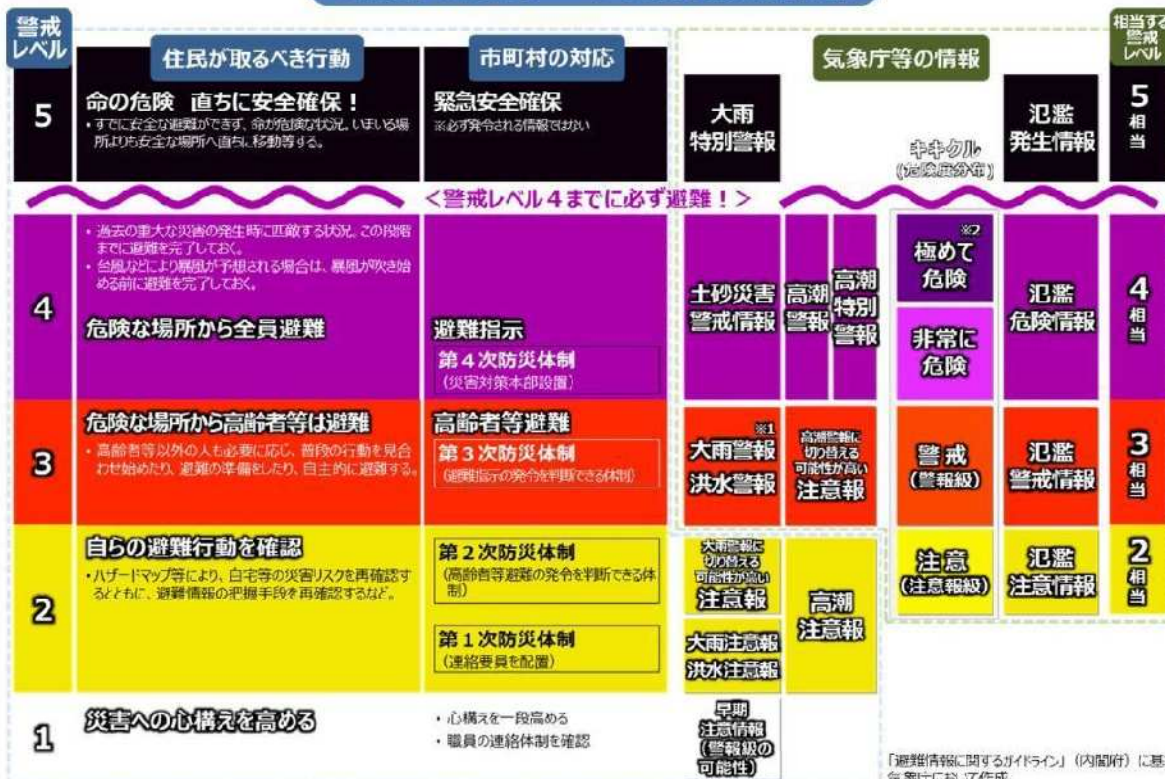 警戒
レベル
住民が取るべき行動
市町村の対応
気象庁等の情報
相当する
警戒
レベル
5
命の危険 直ちに安全確保！
・すでに安全な避難ができず、命が危険な状況。いまいる場
所よりも安全な場所へ直ちに移動等する。
緊急安全確保
※必ず発令される情報ではない
大雨
特別警報
キキクル
(危険度分布)
氾濫
発生情報
5
相
当
＜警戒レベル４までに必ず避難！＞
4
・過去の重大な災害の発生時に匹敵する状況。この段階
までに避難を完了しておく。
・台風などにより暴風が予想される場合は、暴風が吹き始
める前に避難を完了しておく。
危険な場所から全員避難
避難指示
第４次防災体制
（災害対策本部設置）
土砂災害
警戒情報
高潮
警報
高潮
特別
警報
※2
極めて
危険
非常に
危険
氾濫
危険情報
4
相
当
3
危険な場所から高齢者等は避難
・高齢者等以外の人も必要に応じ、普段の行動を見合
わせ始めたり、避難の準備をしたり、自主的に避難する。
高齢者等避難
第３次防災体制
（避難指示の発令を判断できる体制）
※1
大雨警報
洪水警報
高潮警報に
切り替える
可能性が高い
注意報
警戒
（警報級）
氾濫
警戒情報
3
相
当
2
自らの避難行動を確認
・ハザードマップ等により、自宅等の災害リスクを再確認す
るとともに、避難情報の把握手段を再確認するなど。
第２次防災体制
（高齢者等避難の発令を判断できる体
制）
第１次防災体制
（連絡要員を配置）
大雨警報に
切り替える
可能性が高い
注意報
大雨注意報
洪水注意報
高潮
注意報
注意
（注意報級）
氾濫
注意情報
2
相
当
1
災害への心構えを高める
・心構えを一段高める
・職員の連絡体制を確認
早期
注意情報
（警報級の
可能性）
「避難情報に関するガイドライン」（内閣府）に基
気象庁において作成